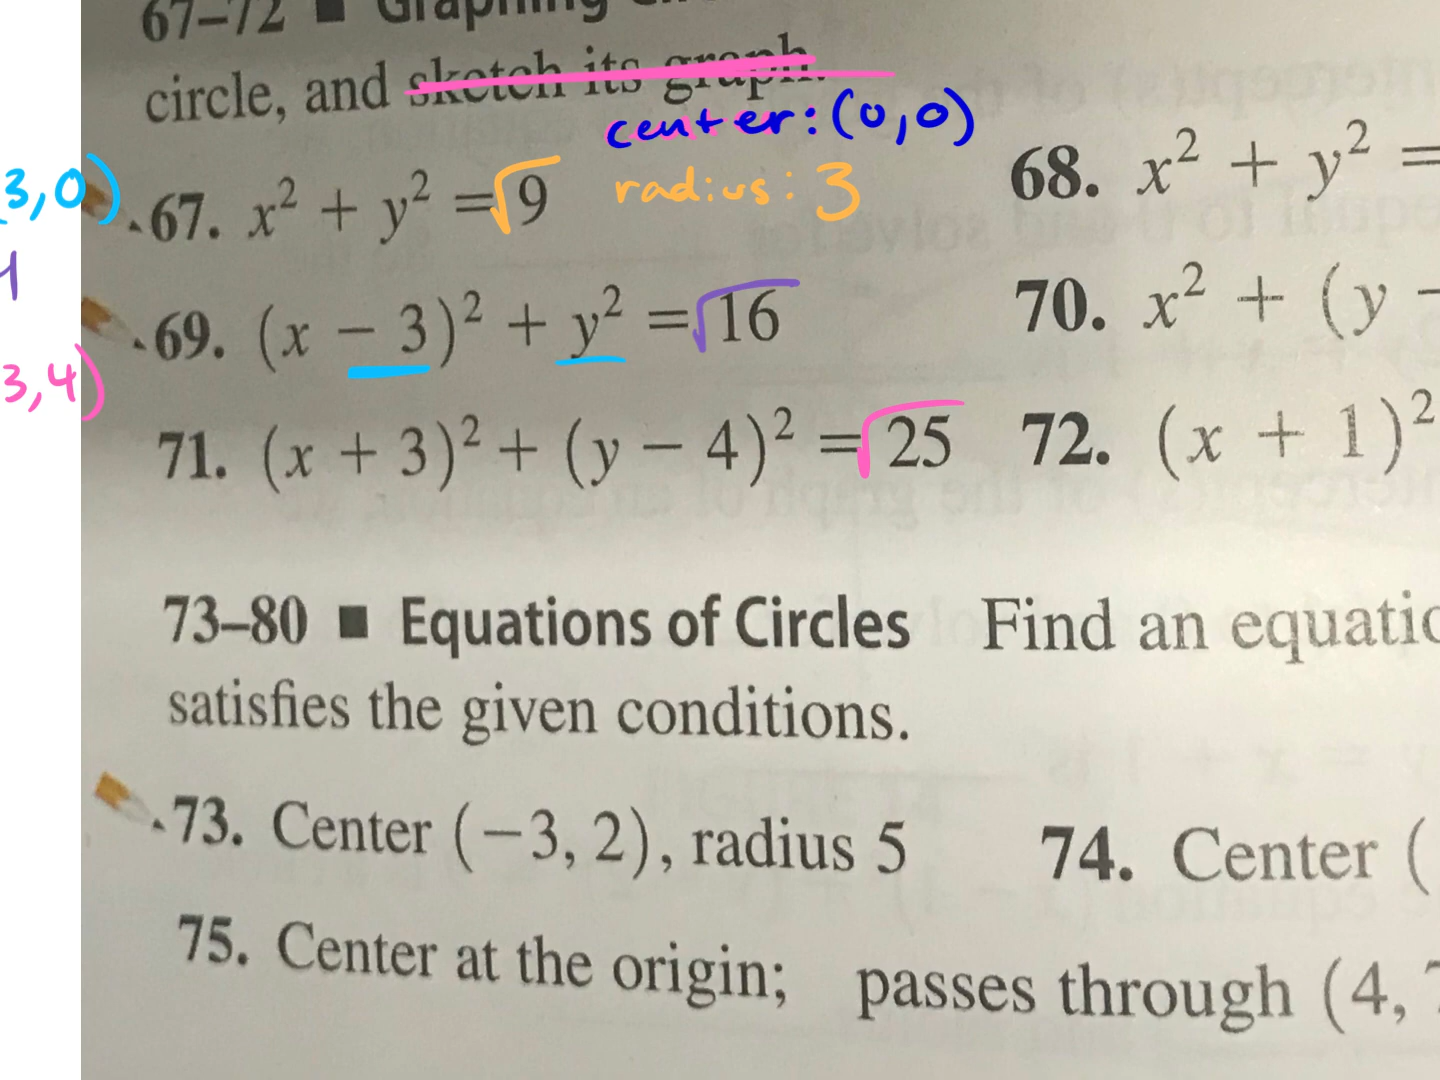 67–72 ■ Graphing
circle, and sketch its graph.
center: (0,0)
3,0)
67. x² + y² = √9
radius: 3
68. x² + y² =
69. (x − 3)² + y² = √16
70. x² + (y −
3,4)
71. (x + 3)² + (y − 4)² = √25
72. (x + 1)²
73–80 ■ Equations of Circles Find an
satisfies the given conditions.
73. Center (−3, 2), radius 5
74. Center (
75. Center at the origin; passes through (4,